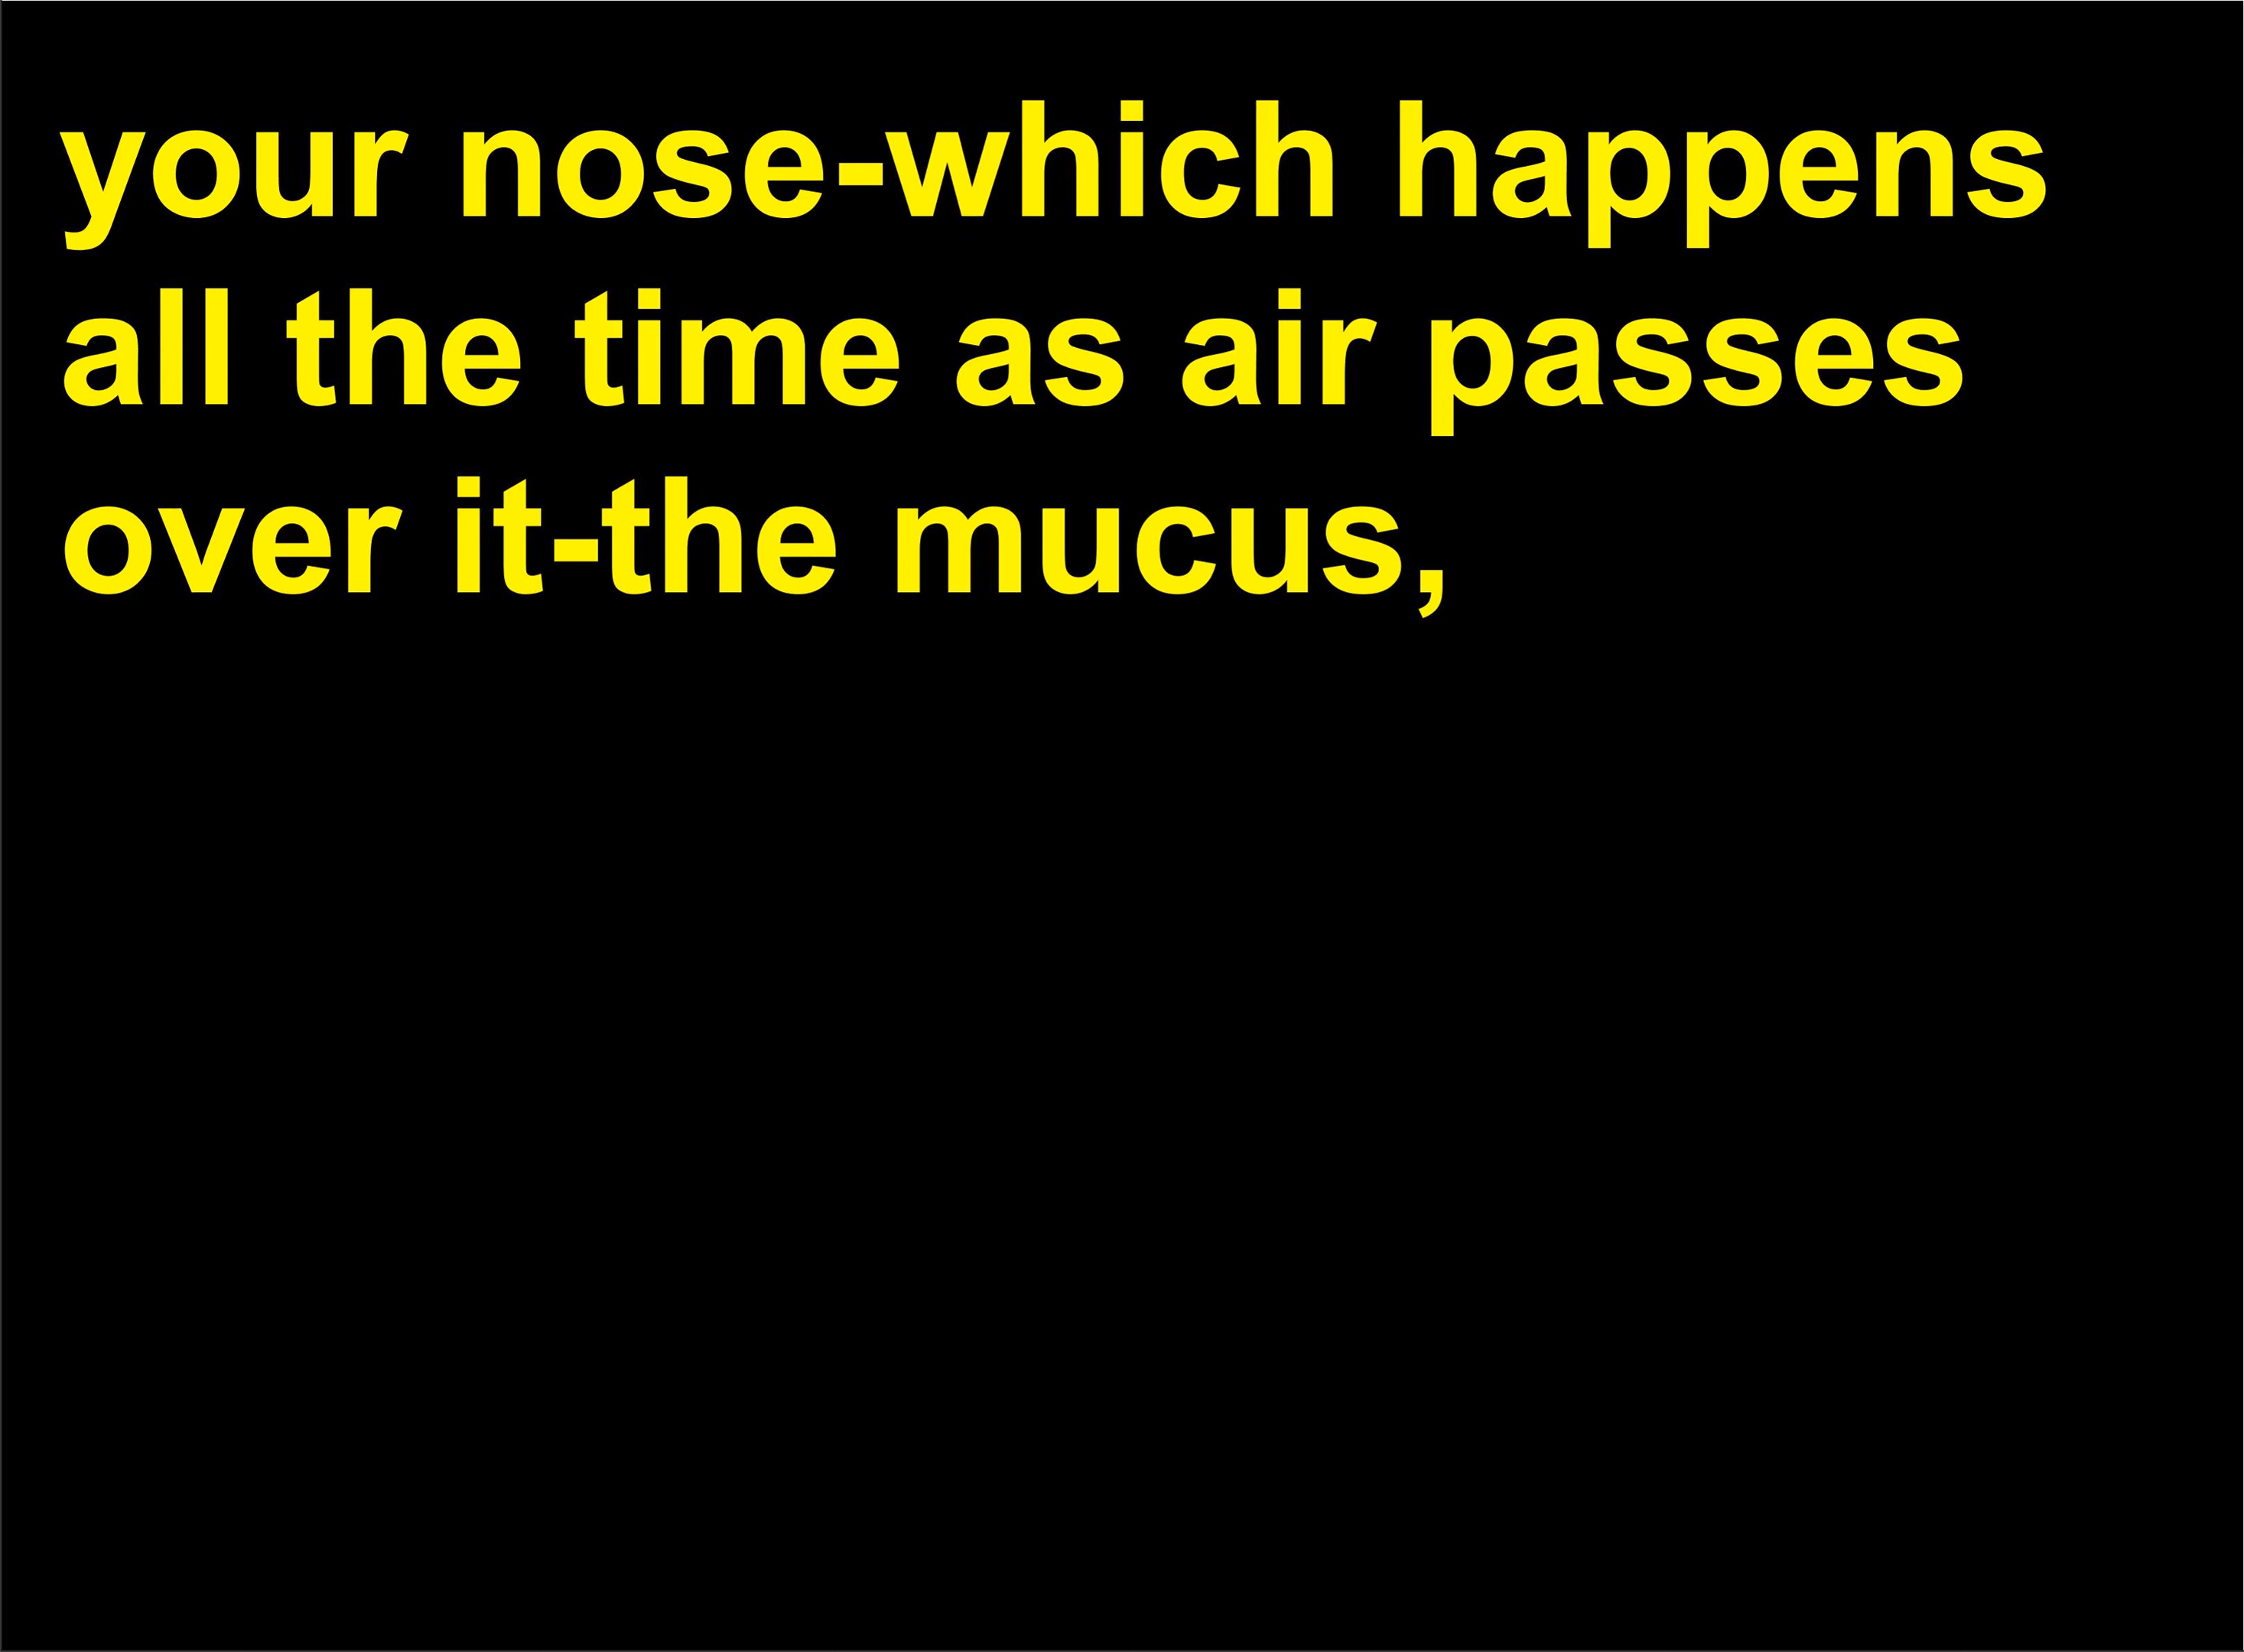 your nose-which happens
all the time as air passes
over it-the mucus,